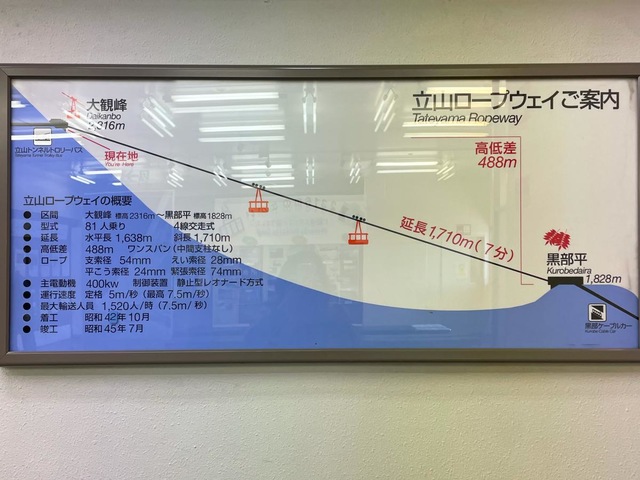 立山ロープウェイご案内
Tateyama Ropeway
大観峰
Daikanbo
2,316m
立山トンネルトロリーバス
現在地
You're Here
高低差
488m
延長1,710m(7分)
黒部平
Kurobedaira
1,828m
黒部ケーブルカー
Kurobe Cable Car
立山ロープウェイの概要
● 区間 大観峰 標高2316m～黒部平 標高1828m
● 型式 81人乗り 4線交走式
● 延長 水平長1,638m 斜長1,710m
● 高低差 488m ワンスパン(中間支柱なし)
● ロープ 支索径 54mm えい索径 28mm
平こう索径 24mm 緊張索径 74mm
● 主電動機 400kw 制御装置 静止型レオナード方式
● 運行速度 定格 5m/秒(最高7.5m/秒)
● 最大輸送人員 1,520人/時(7.5m/秒)
● 着工 昭和42年10月
● 竣工 昭和45年7月